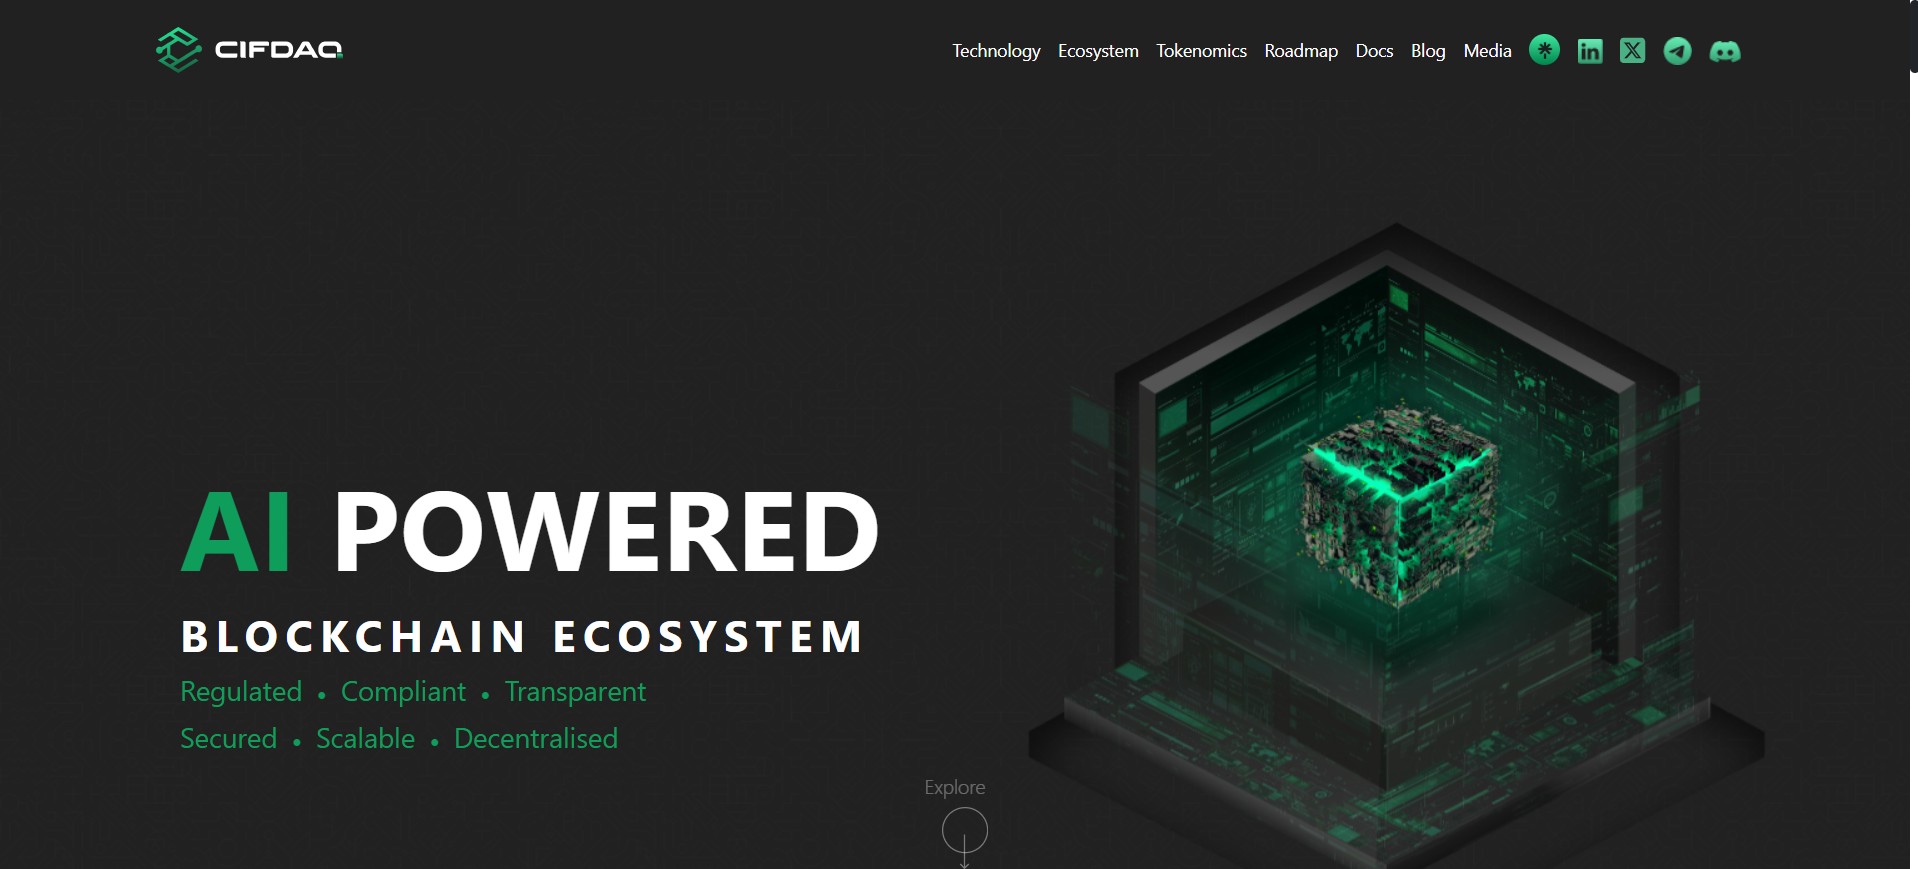 CIFDAQ
Technology Ecosystem Tokenomics Roadmap Docs Blog Media
AI POWERED
BLOCKCHAIN ECOSYSTEM
Regulated • Compliant • Transparent
Secured • Scalable • Decentralised
Explore